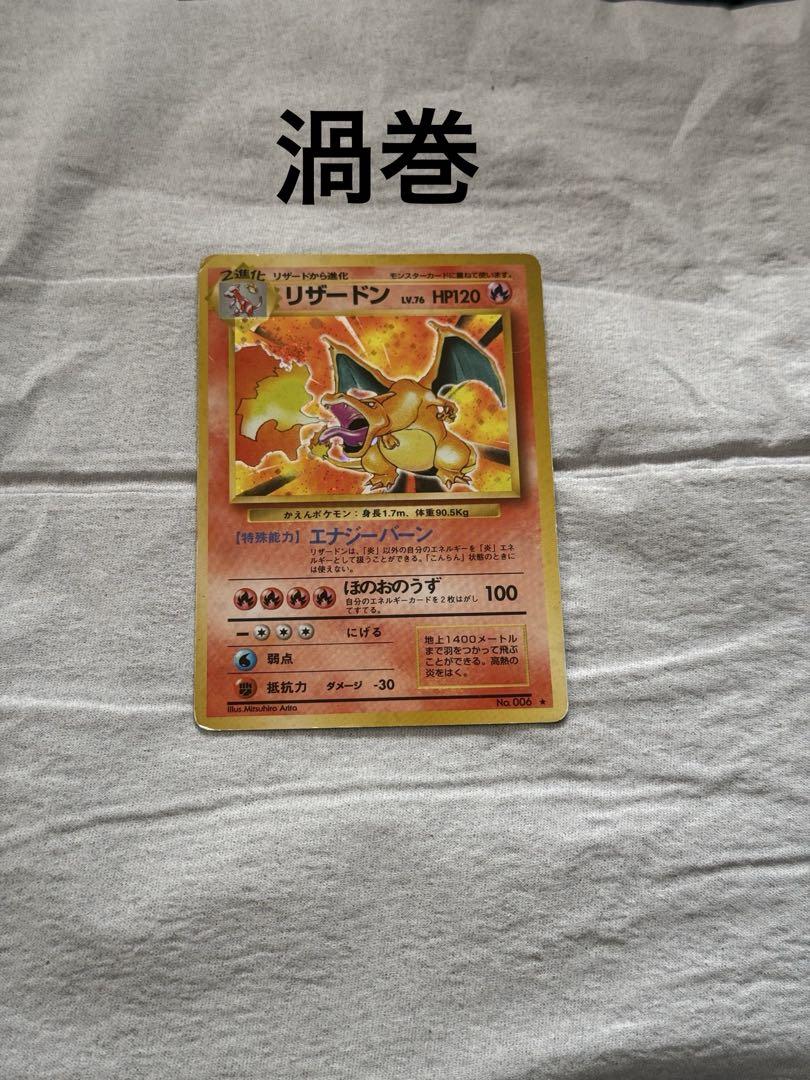 渦巻
2進化 リザードから進化 モンスターカードに重ねて使います。
リザードン LV.76 HP120
かえんポケモン：身長1.7m、体重90.5Kg
【特殊能力】エナジーバーン
リザードンは、「炎」以外の自分のエネルギーを「炎」エネ
ルギーとして扱うことができる。「こんらん」状態のときに
は使えない。
ほのおのうず 100
自分のエネルギーカードを2枚はがし
てすてる。
にげる
弱点
抵抗力 ダメージ -30
地上1400メートル
まで羽をつかって飛ぶ
ことができる。高熱の
炎をはく。
Illus.Mitsuhiro Arita No.006 ★